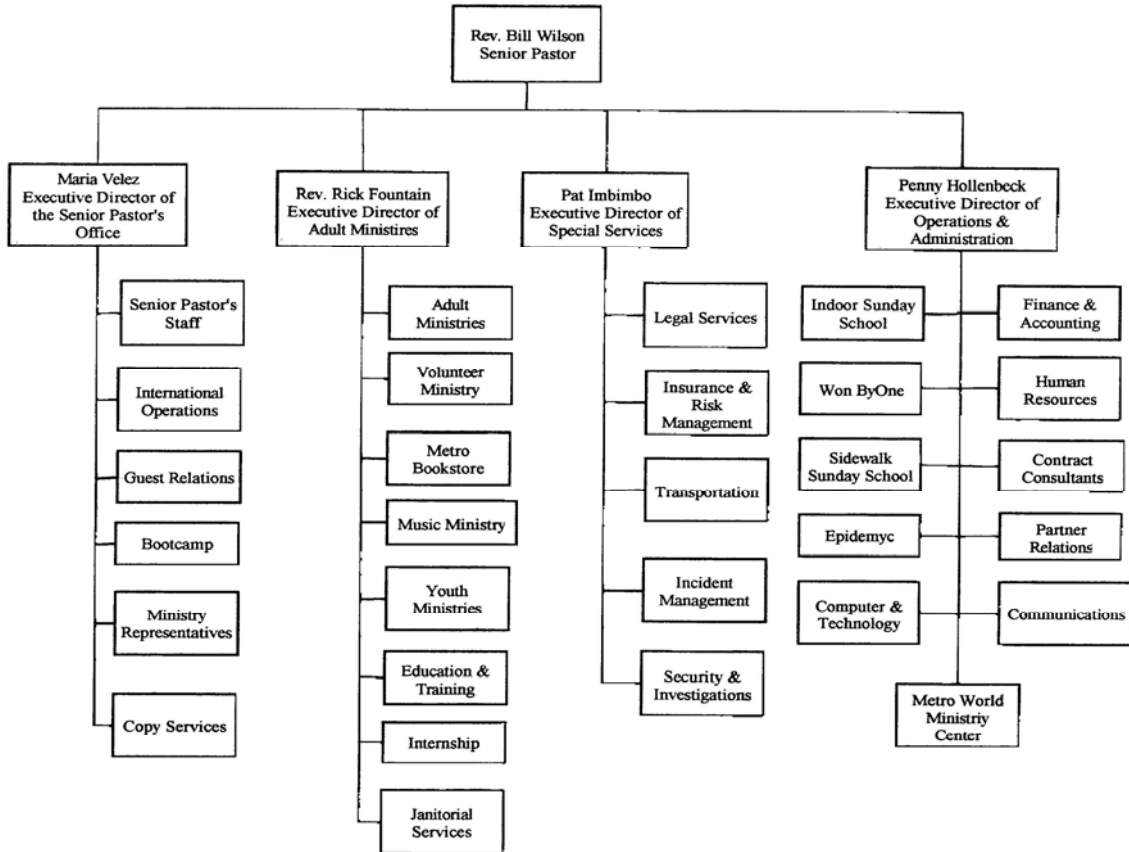 Rev. Bill Wilson
Senior Pastor
Maria Velez
Executive Director of
the Senior Pastor's
Office
Rev. Rick Fountain
Executive Director of
Adult Ministires
Pat Imbimbo
Executive Director of
Special Services
Penny Hollenbeck
Executive Director of
Operations &
Administration
Senior Pastor's
Staff
International
Operations
Guest Relations
Bootcamp
Ministry
Representatives
Copy Services
Adult
Ministries
Volunteer
Ministry
Metro
Bookstore
Music Ministry
Youth
Ministries
Education &
Training
Internship
Janitorial
Services
Legal Services
Insurance &
Risk
Management
Transportation
Incident
Management
Security &
Investigations
Indoor Sunday
School
Won ByOne
Sidewalk
Sunday School
Epidemyc
Computer &
Technology
Finance &
Accounting
Human
Resources
Contract
Consultants
Partner
Relations
Communications
Metro World
Ministriy
Center